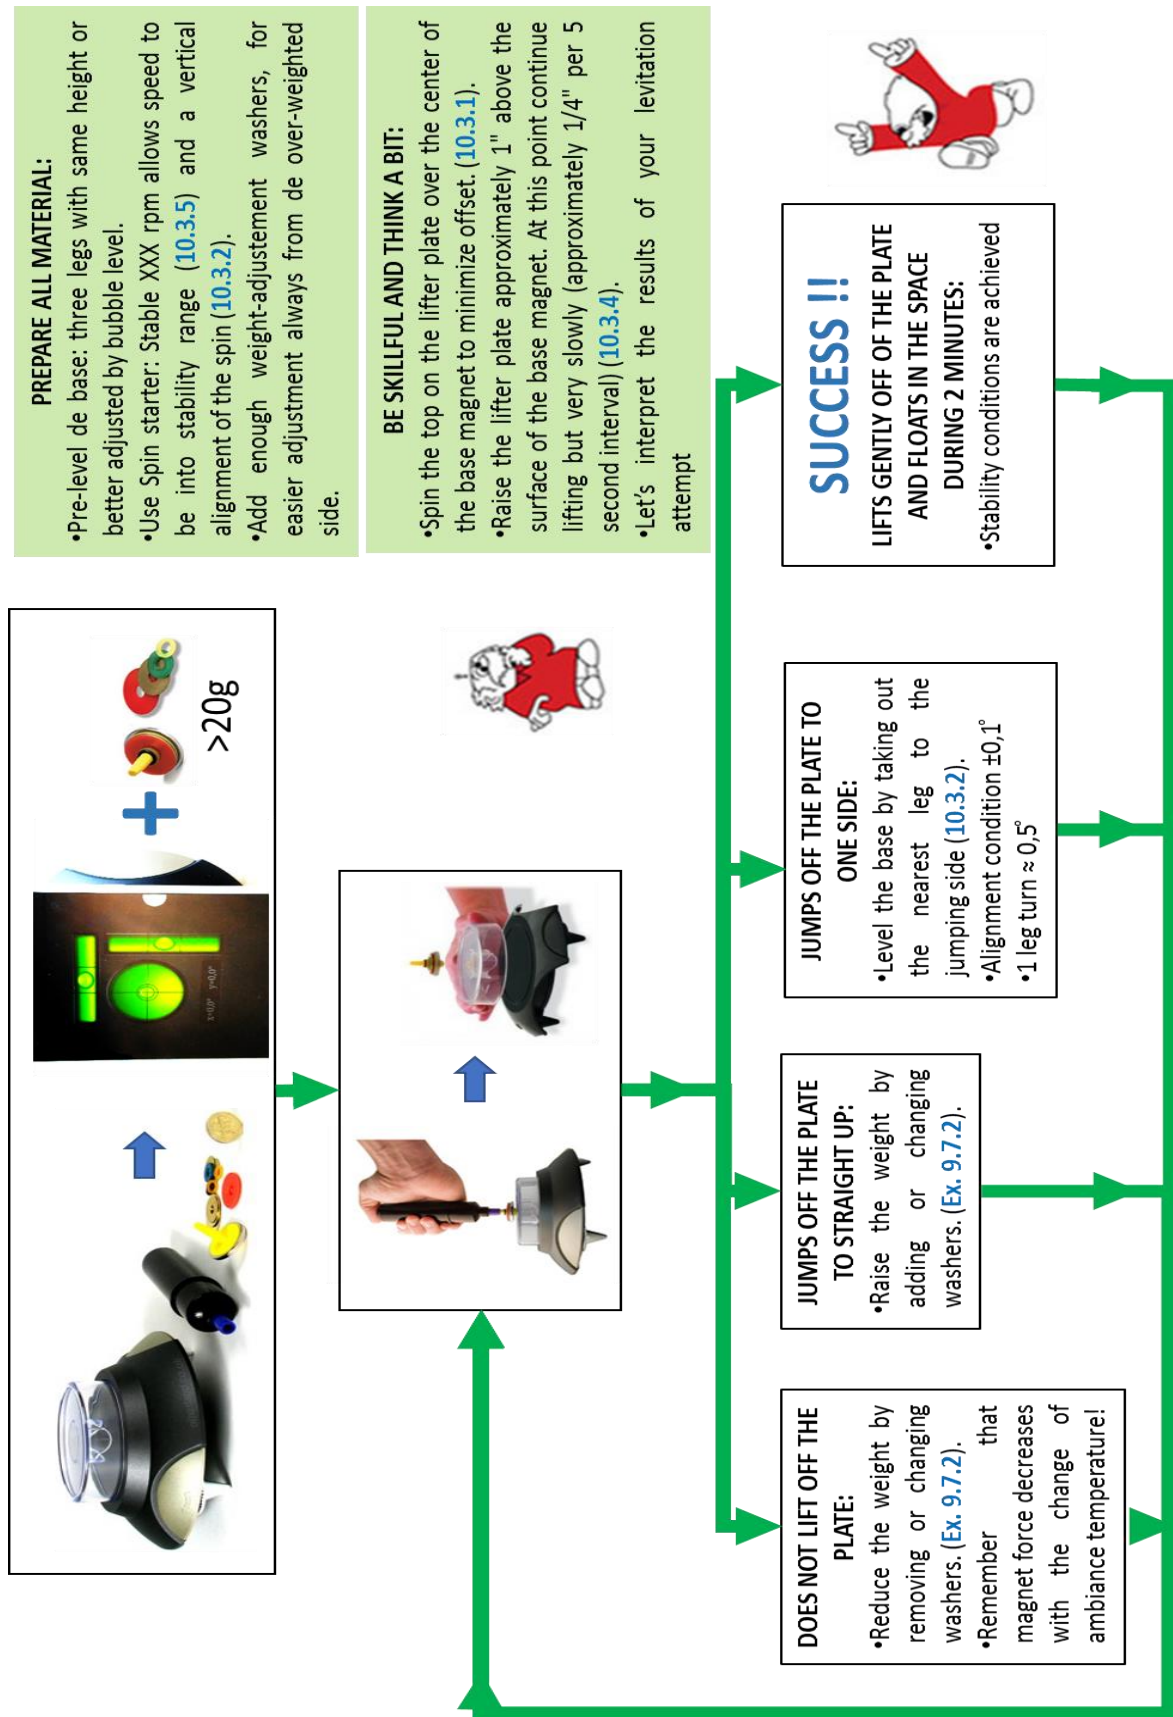 x=0,0° y=0,0°
>20g
PREPARE ALL MATERIAL:
•Pre-level de base: three legs with same height or
better adjusted by bubble level.
•Use Spin starter: Stable XXX rpm allows speed to
be into stability range (10.3.5) and a vertical
alignment of the spin (10.3.2).
•Add enough weight-adjustement washers, for
easier adjustment always from de over-weighted
side.
BE SKILLFUL AND THINK A BIT:
•Spin the top on the lifter plate over the center of
the base magnet to minimize offset. (10.3.1).
•Raise the lifter plate approximately 1" above the
surface of the base magnet. At this point continue
lifting but very slowly (approximately 1/4" per 5
second interval) (10.3.4).
•Let's interpret the results of your levitation
attempt
DOES NOT LIFT OFF THE
PLATE:
•Reduce the weight by
removing or changing
washers. (Ex. 9.7.2).
•Remember that
magnet force decreases
with the change of
ambiance temperature!
JUMPS OFF THE PLATE
TO STRAIGHT UP:
•Raise the weight by
adding or changing
washers. (Ex. 9.7.2).
JUMPS OFF THE PLATE TO
ONE SIDE:
•Level the base by taking out
the nearest leg to the
jumping side (10.3.2).
•Alignment condition ±0,1°
•1 leg turn ≈ 0,5°
SUCCESS !!
LIFTS GENTLY OFF OF THE PLATE
AND FLOATS IN THE SPACE
DURING 2 MINUTES:
•Stability conditions are achieved